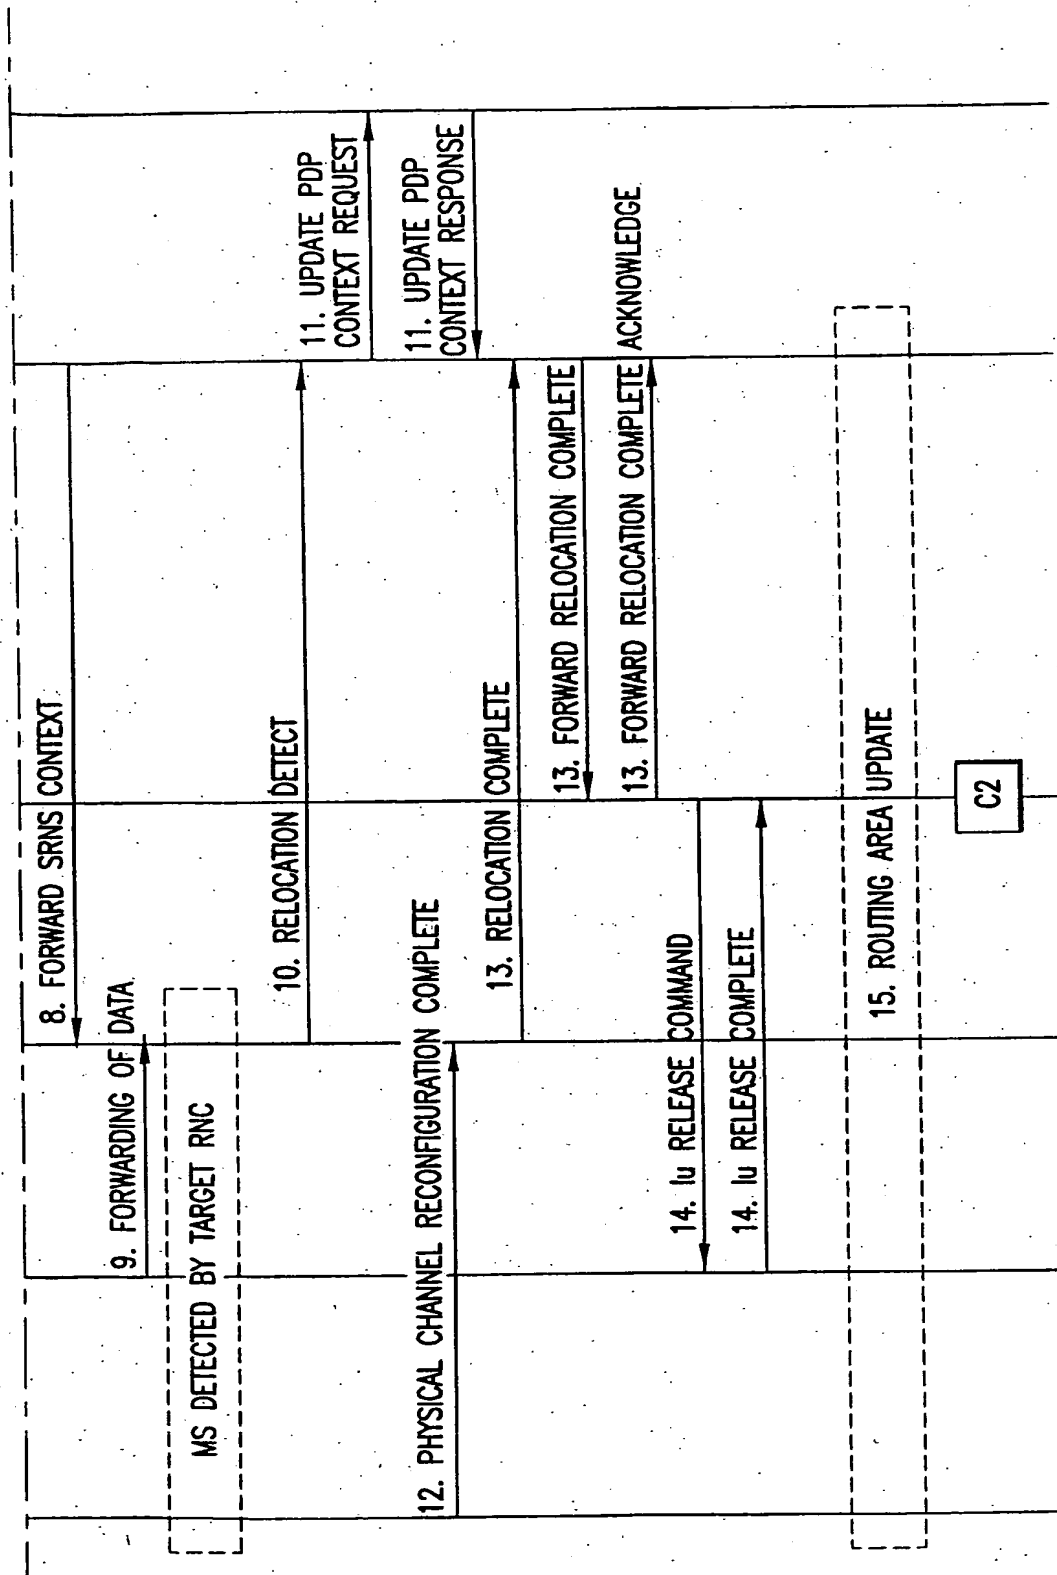 8. FORWARD SRNS CONTEXT
9. FORWARDING OF DATA
MS DETECTED BY TARGET RNC
10. RELOCATION DETECT
11. UPDATE PDP
CONTEXT REQUEST
11. UPDATE PDP
CONTEXT RESPONSE
12. PHYSICAL CHANNEL RECONFIGURATION COMPLETE
13. RELOCATION COMPLETE
13. FORWARD RELOCATION COMPLETE
13. FORWARD RELOCATION COMPLETE ACKNOWLEDGE
14. Iu RELEASE COMMAND
14. Iu RELEASE COMPLETE
15. ROUTING AREA UPDATE
C2